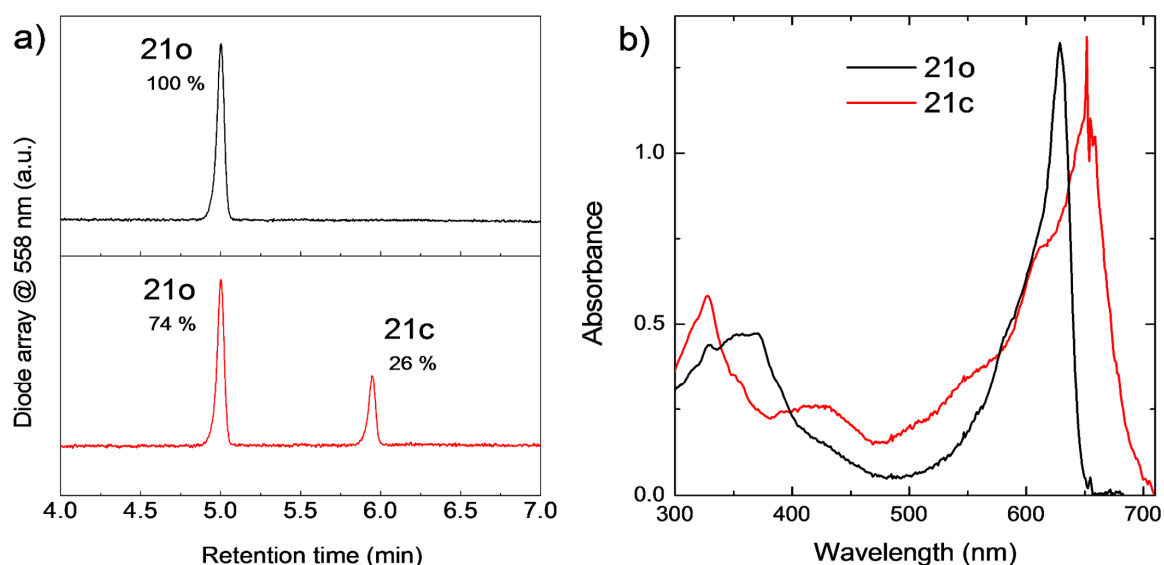 a)
21o
100 %
21o
74 %
21c
26 %
Diode array @ 558 nm (a.u.)
4.0 4.5 5.0 5.5 6.0 6.5 7.0
Retention time (min)
b)
21o
21c
1.0
0.5
0.0
Absorbance
300 400 500 600 700
Wavelength (nm)